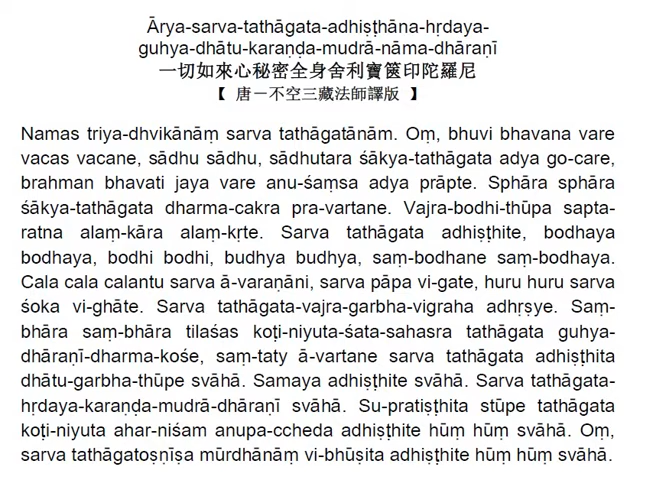 Ārya-sarva-tathāgata-adhiṣṭhāna-hṛdaya-
guhya-dhātu-karaṇḍa-mudrā-nāma-dhāraṇī
一切如來心秘密全身舍利寶篋印陀羅尼
【 唐－不空三藏法師譯版 】
Namas triya-dhvikānāṃ sarva tathāgatānām. Oṃ, bhuvi bhavana vare
vacas vacane, sādhu sādhu, sādhutara śākya-tathāgata adya go-care,
brahman bhavati jaya vare anu-śaṃsa adya prāpte. Sphāra sphāra
śākya-tathāgata dharma-cakra pra-vartane. Vajra-bodhi-thūpa sapta-
ratna alaṃ-kāra alaṃ-kṛte. Sarva tathāgata adhiṣṭhite, bodhaya
bodhaya, bodhi bodhi, budhya budhya, saṃ-bodhane saṃ-bodhaya.
Cala cala calantu sarva ā-varaṇāni, sarva pāpa vi-gate, huru huru sarva
śoka vi-ghāte. Sarva tathāgata-vajra-garbha-vigraha adhṛṣye. Saṃ-
bhāra saṃ-bhāra tilaśas koṭi-niyuta-śata-sahasra tathāgata guhya-
dhāraṇī-dharma-kośe, saṃ-taty ā-vartane sarva tathāgata adhiṣṭhita
dhātu-garbha-thūpe svāhā. Samaya adhiṣṭhite svāhā. Sarva tathāgata-
hṛdaya-karaṇḍa-mudrā-dhāraṇī svāhā. Su-pratiṣṭhita stūpe tathāgata
koṭi-niyuta ahar-niśam anupa-ccheda adhiṣṭhite hūṃ hūṃ svāhā. Oṃ,
sarva tathāgatoṣṇīṣa mūrdhānāṃ vi-bhūṣita adhiṣṭhite hūṃ hūṃ svāhā.